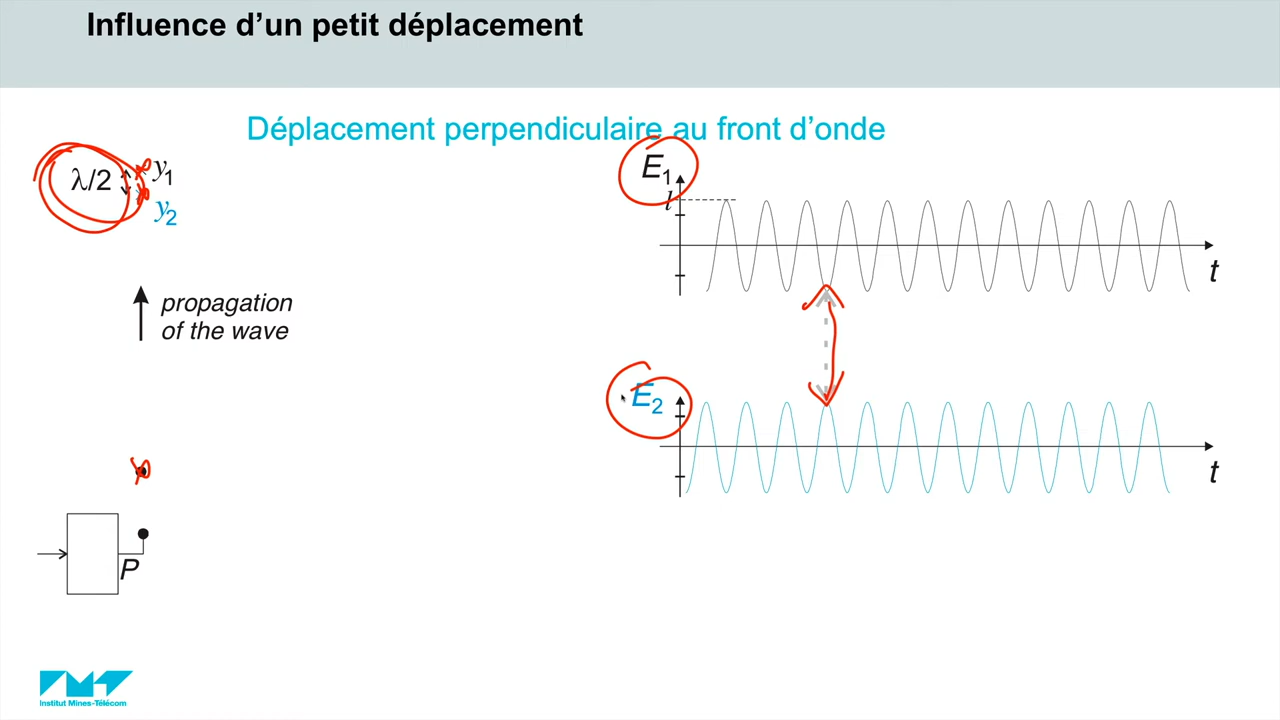 Influence d’un petit déplacement
Déplacement perpendiculaire au front d’onde
λ/2
y1
y2
propagation
of the wave
P
E1
l
t
E2
t
Institut Mines-Télécom